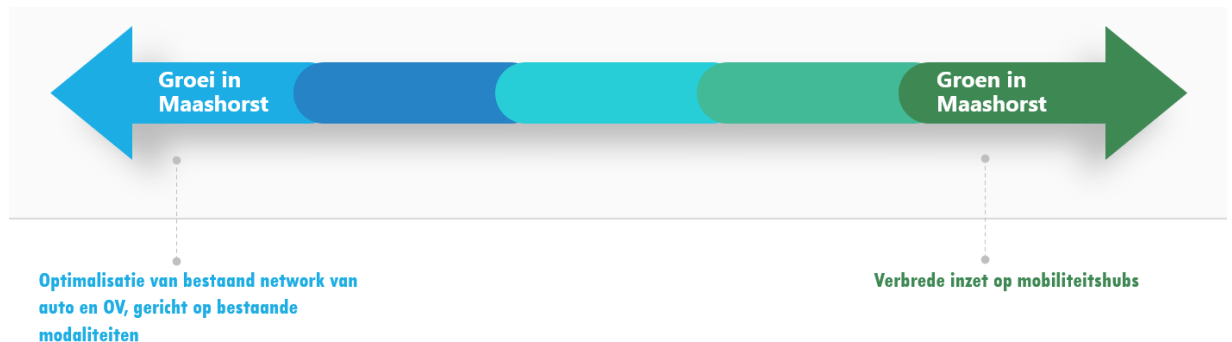 Groei in
Maashorst
Groen in
Maashorst
Optimalisatie van bestaand network van
auto en OV, gericht op bestaande
modaliteiten
Verbrede inzet op mobiliteitshubs